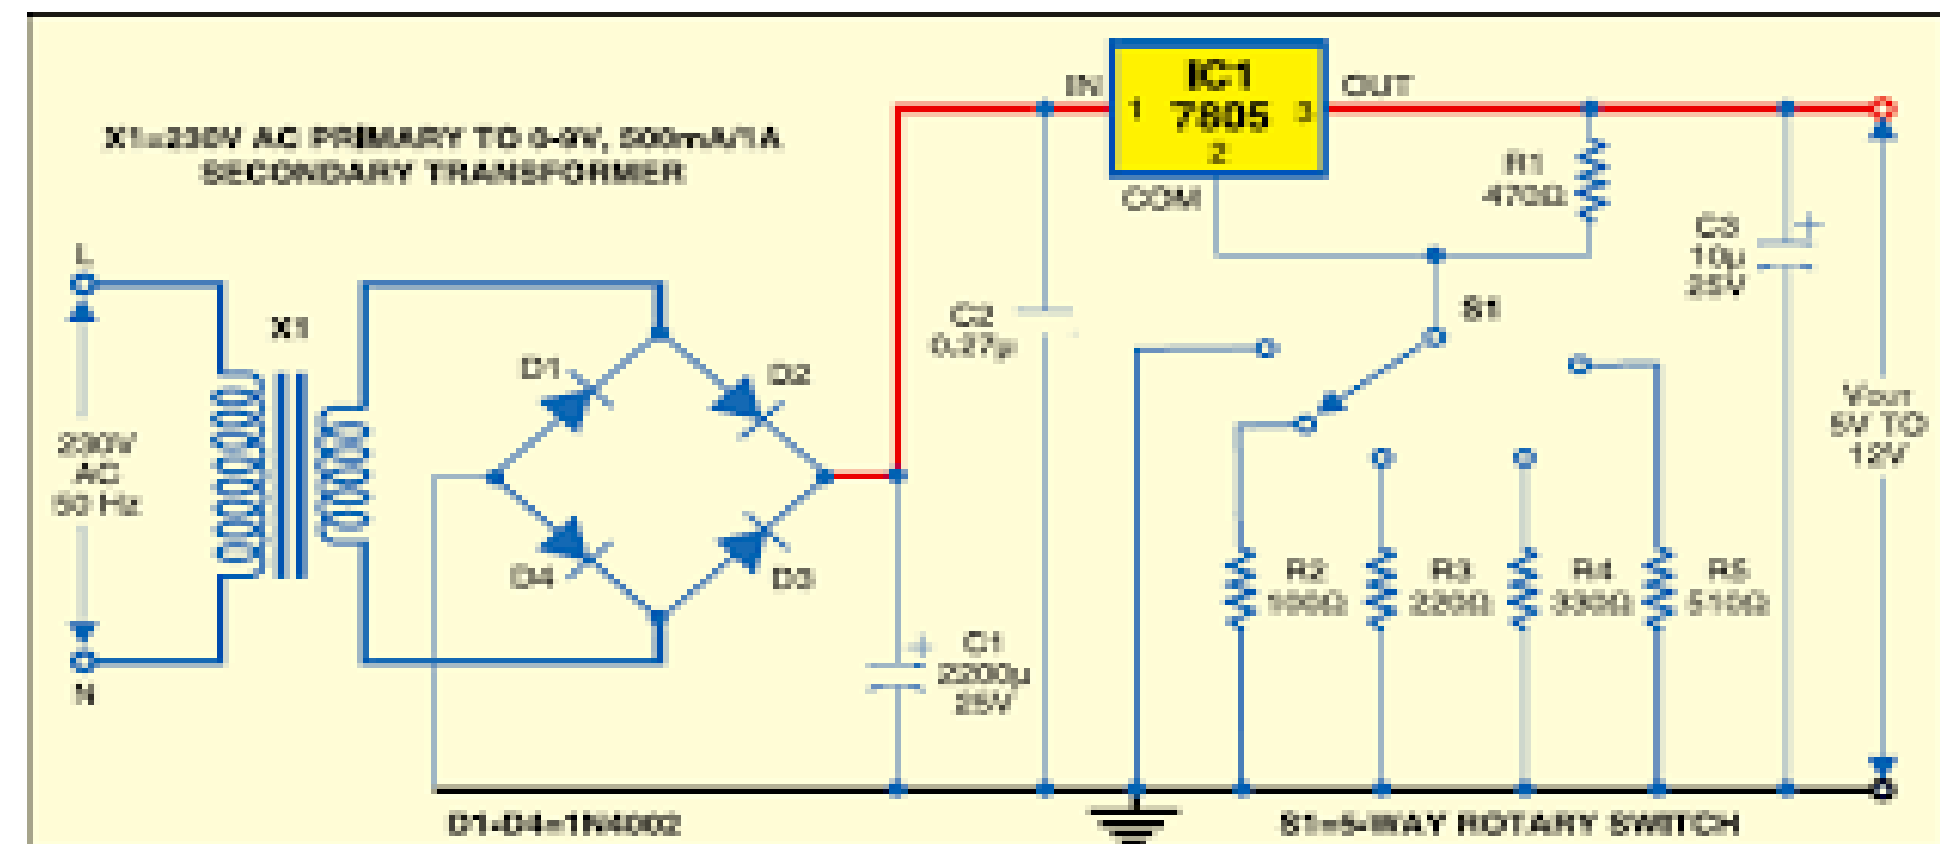 X1=230V AC PRIMARY TO 0-9V, 500mA/1A
SECONDARY TRANSFORMER
L
230V
AC
50 Hz
N
X1
D1
D2
D4
D3
D1-D4=1N4002
C1
2200µ
25V
C2
0.27µ
IN
IC1
7805
1
3
2
OUT
COM
R1
470Ω
C3
10µ
25V
S1
R2
100Ω
R3
220Ω
R4
330Ω
R5
510Ω
VOUT
5V TO
12V
S1=5-WAY ROTARY SWITCH